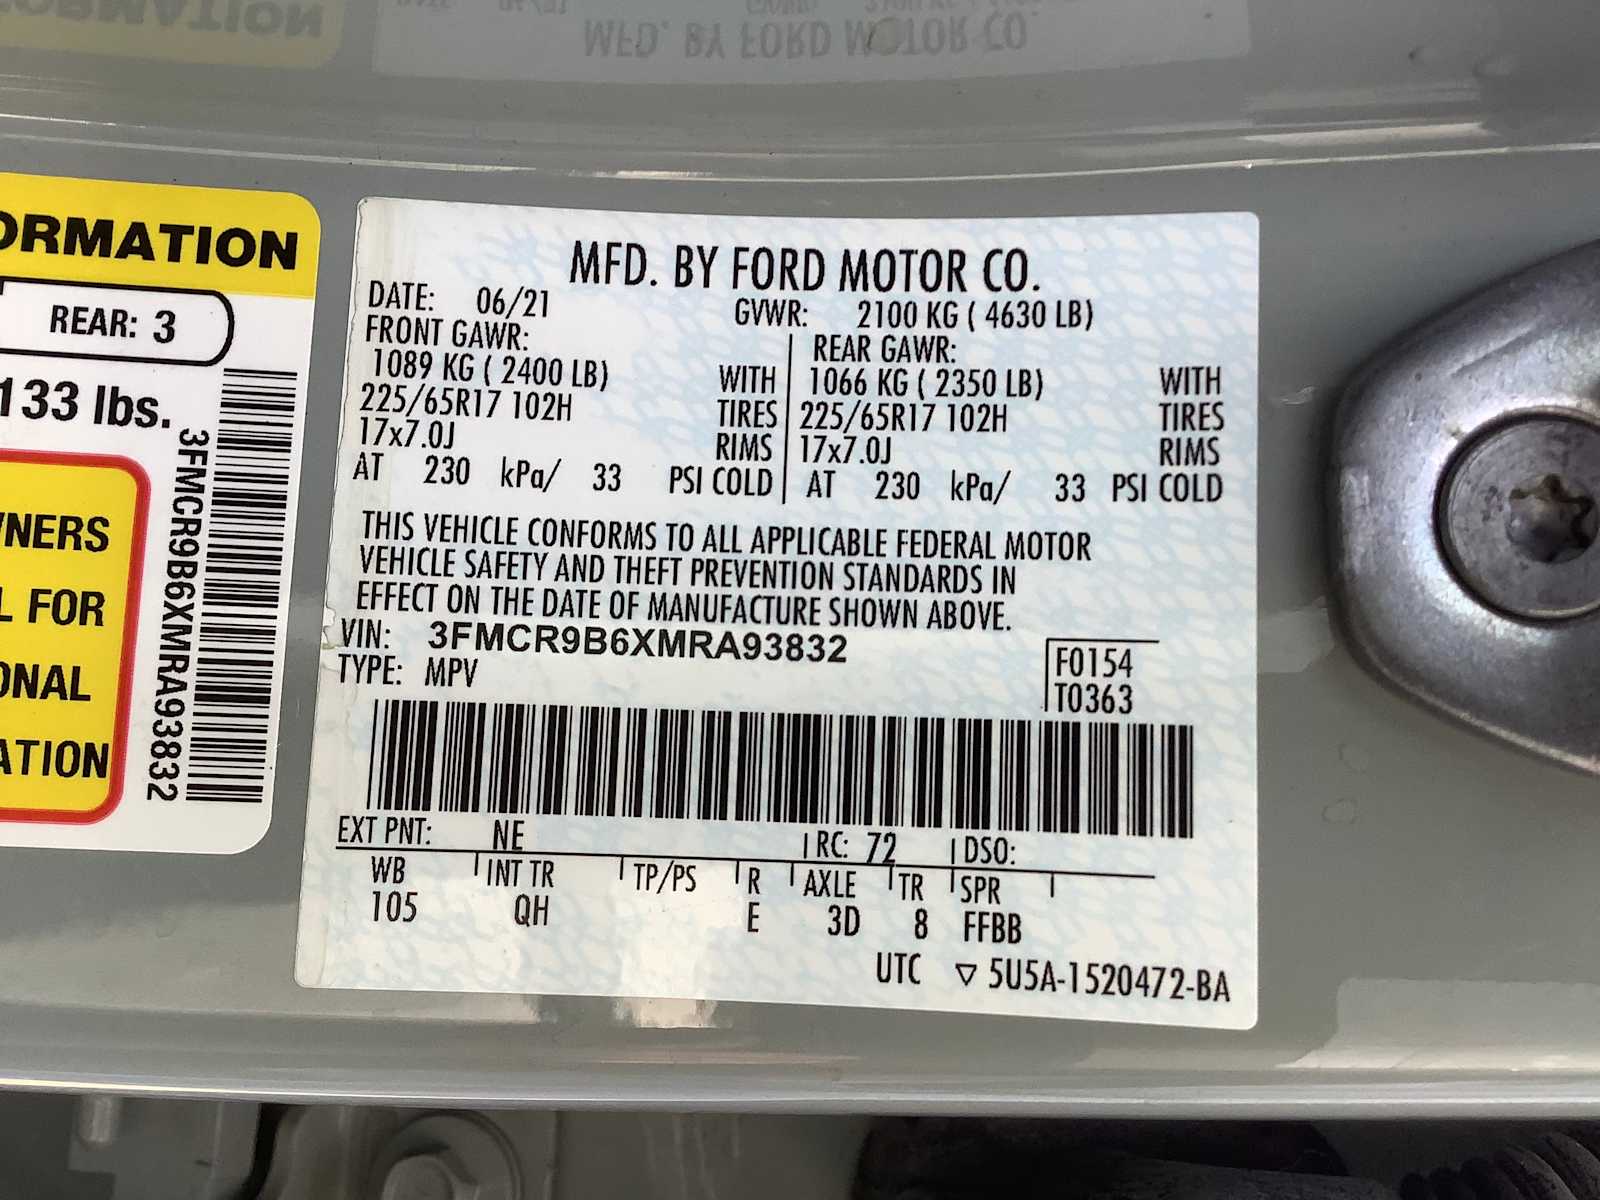 MFD. BY FORD MOTOR CO.
ORMATION
REAR: 3
133 lbs.
3FMCR9B6XMRA93832
WNERS
L FOR
ONAL
ATION
MFD. BY FORD MOTOR CO.
DATE: 06/21 GVWR: 2100 KG ( 4630 LB)
FRONT GAWR: REAR GAWR:
1089 KG ( 2400 LB) WITH 1066 KG ( 2350 LB) WITH
225/65R17 102H TIRES 225/65R17 102H TIRES
17x7.0J RIMS 17x7.0J RIMS
AT 230 kPa/ 33 PSI COLD AT 230 kPa/ 33 PSI COLD
THIS VEHICLE CONFORMS TO ALL APPLICABLE FEDERAL MOTOR
VEHICLE SAFETY AND THEFT PREVENTION STANDARDS IN
EFFECT ON THE DATE OF MANUFACTURE SHOWN ABOVE.
VIN: 3FMCR9B6XMRA93832
TYPE: MPV
F0154
T0363
EXT PNT: NE RC: 72 DSO:
WB INT TR TP/PS R AXLE TR SPR
105 QH E 3D 8 FFBB
UTC ▽ 5U5A-1520472-BA